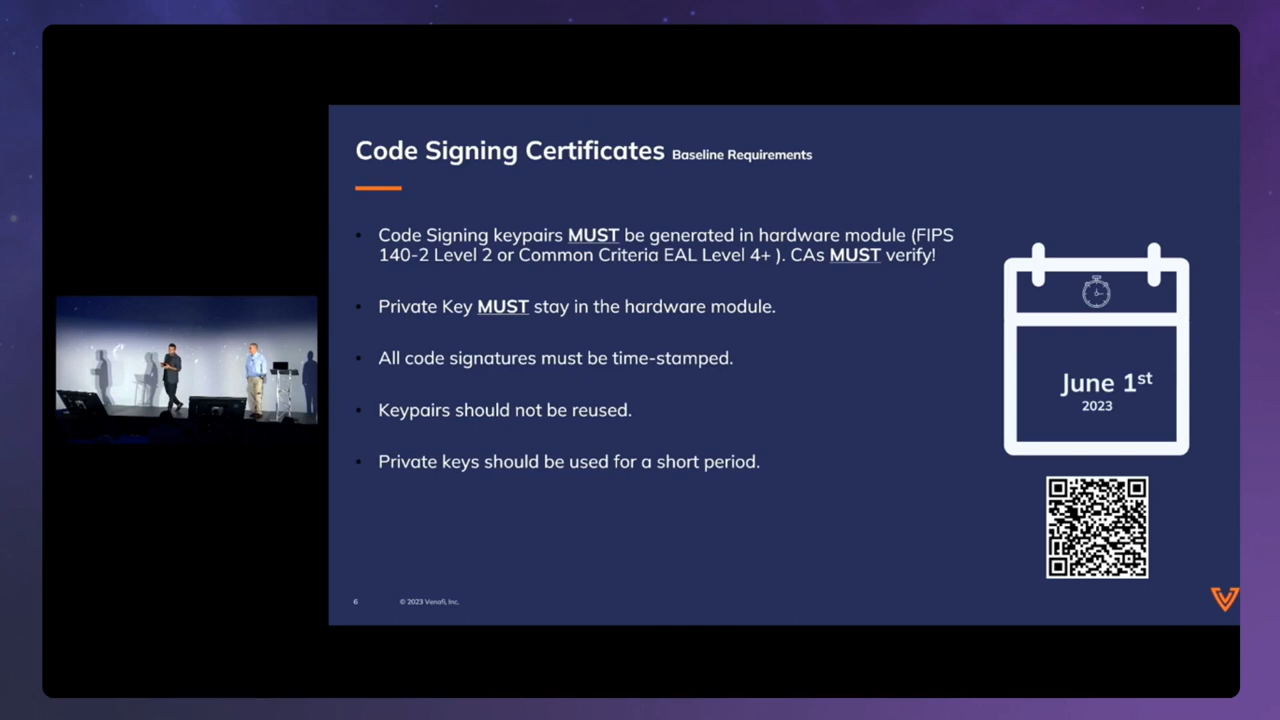 Code Signing Certificates Baseline Requirements
• Code Signing keypairs MUST be generated in hardware module (FIPS
140-2 Level 2 or Common Criteria EAL Level 4+ ). CAs MUST verify!
• Private Key MUST stay in the hardware module.
• All code signatures must be time-stamped.
• Keypairs should not be reused.
• Private keys should be used for a short period.
June 1st
2023
6 © 2023 Venafi, Inc.